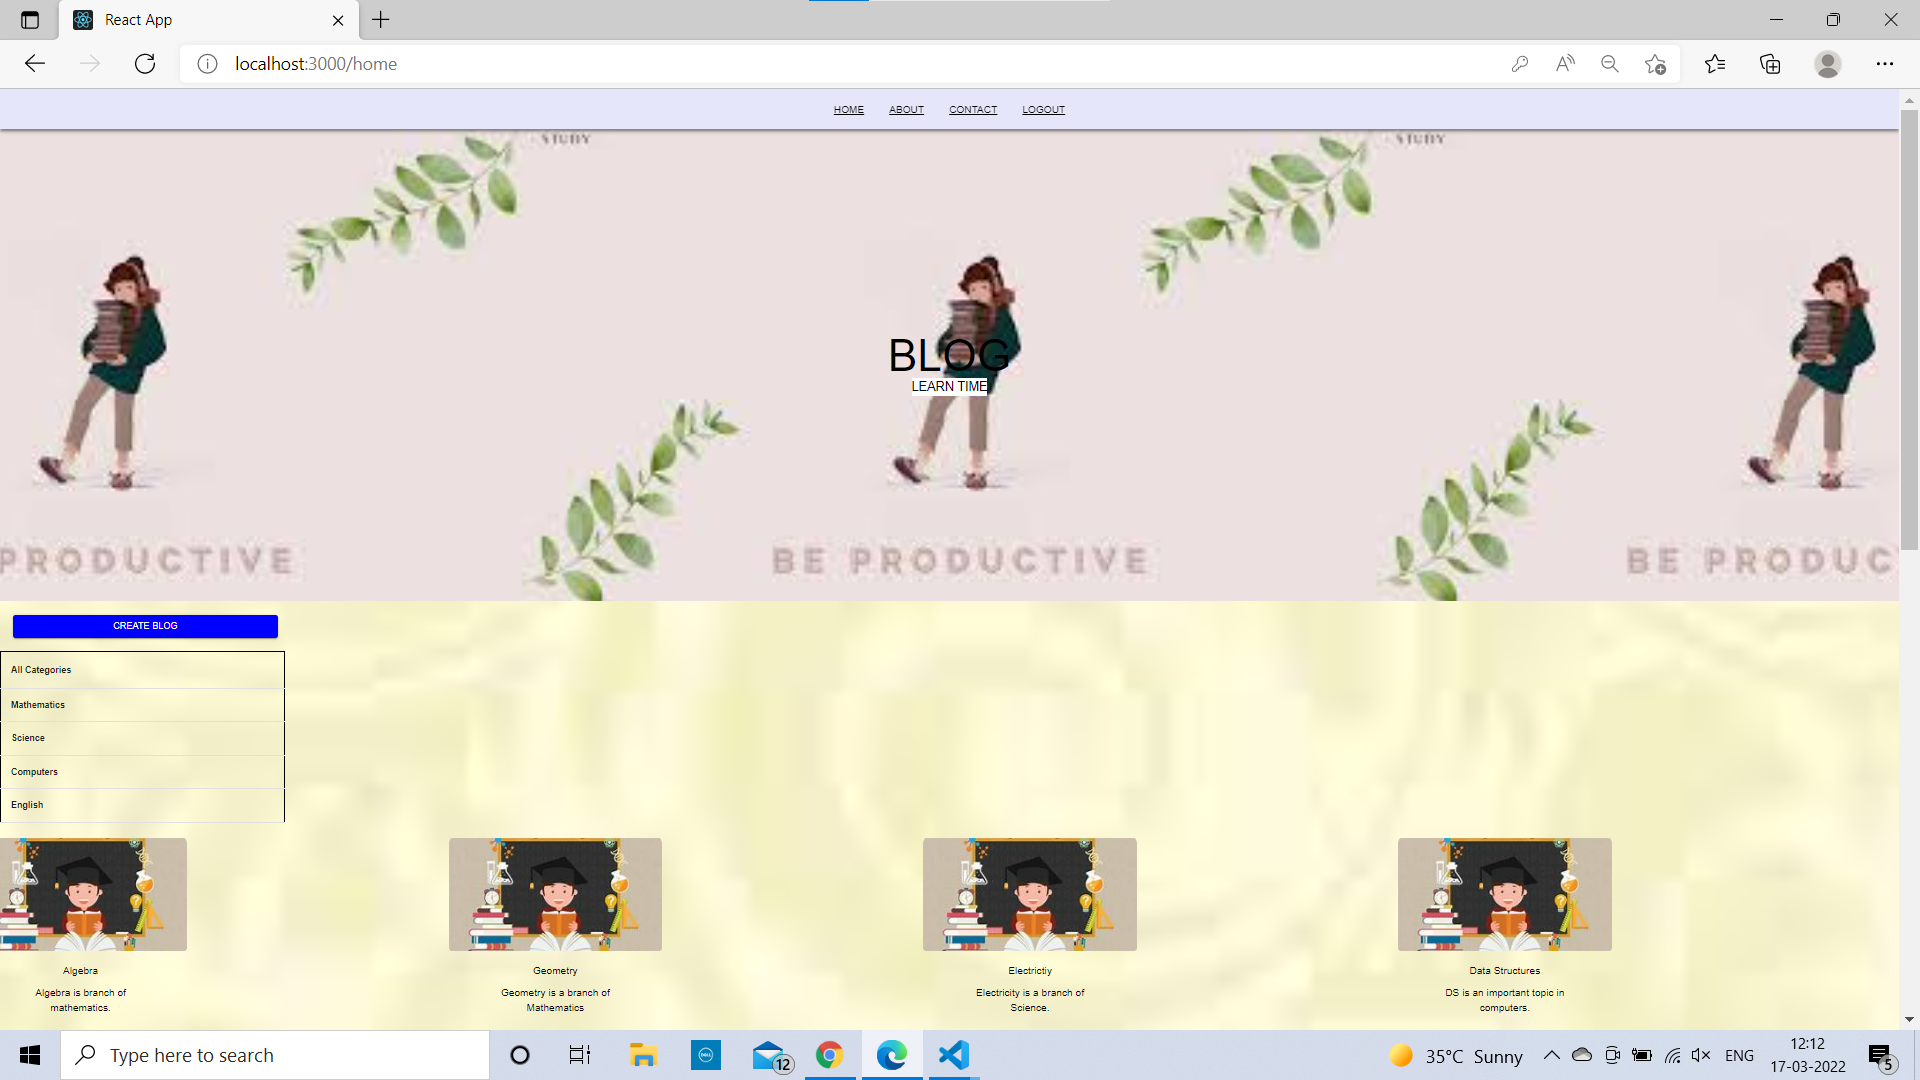 React App
localhost:3000/home
HOME ABOUT CONTACT LOGOUT
STUDY STUDY
BLOG
LEARN TIME
PRODUCTIVE BE PRODUCTIVE BE PRODUC
CREATE BLOG
All Categories
Mathematics
Science
Computers
English
Algebra
Algebra is branch of
mathematics.
Geometry
Geometry is a branch of
Mathematics
Electrictiy
Electricity is a branch of
Science.
Data Structures
DS is an important topic in
computers.
Type here to search
DELL
12
35°C Sunny
ENG
12:12
17-03-2022
5